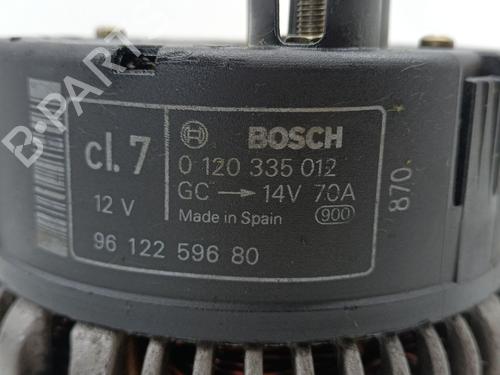 cl.7
12 V
BOSCH
0 120 335 012
GC → 14V 70A
Made in Spain 900
96 122 596 80
870
B-PARTS